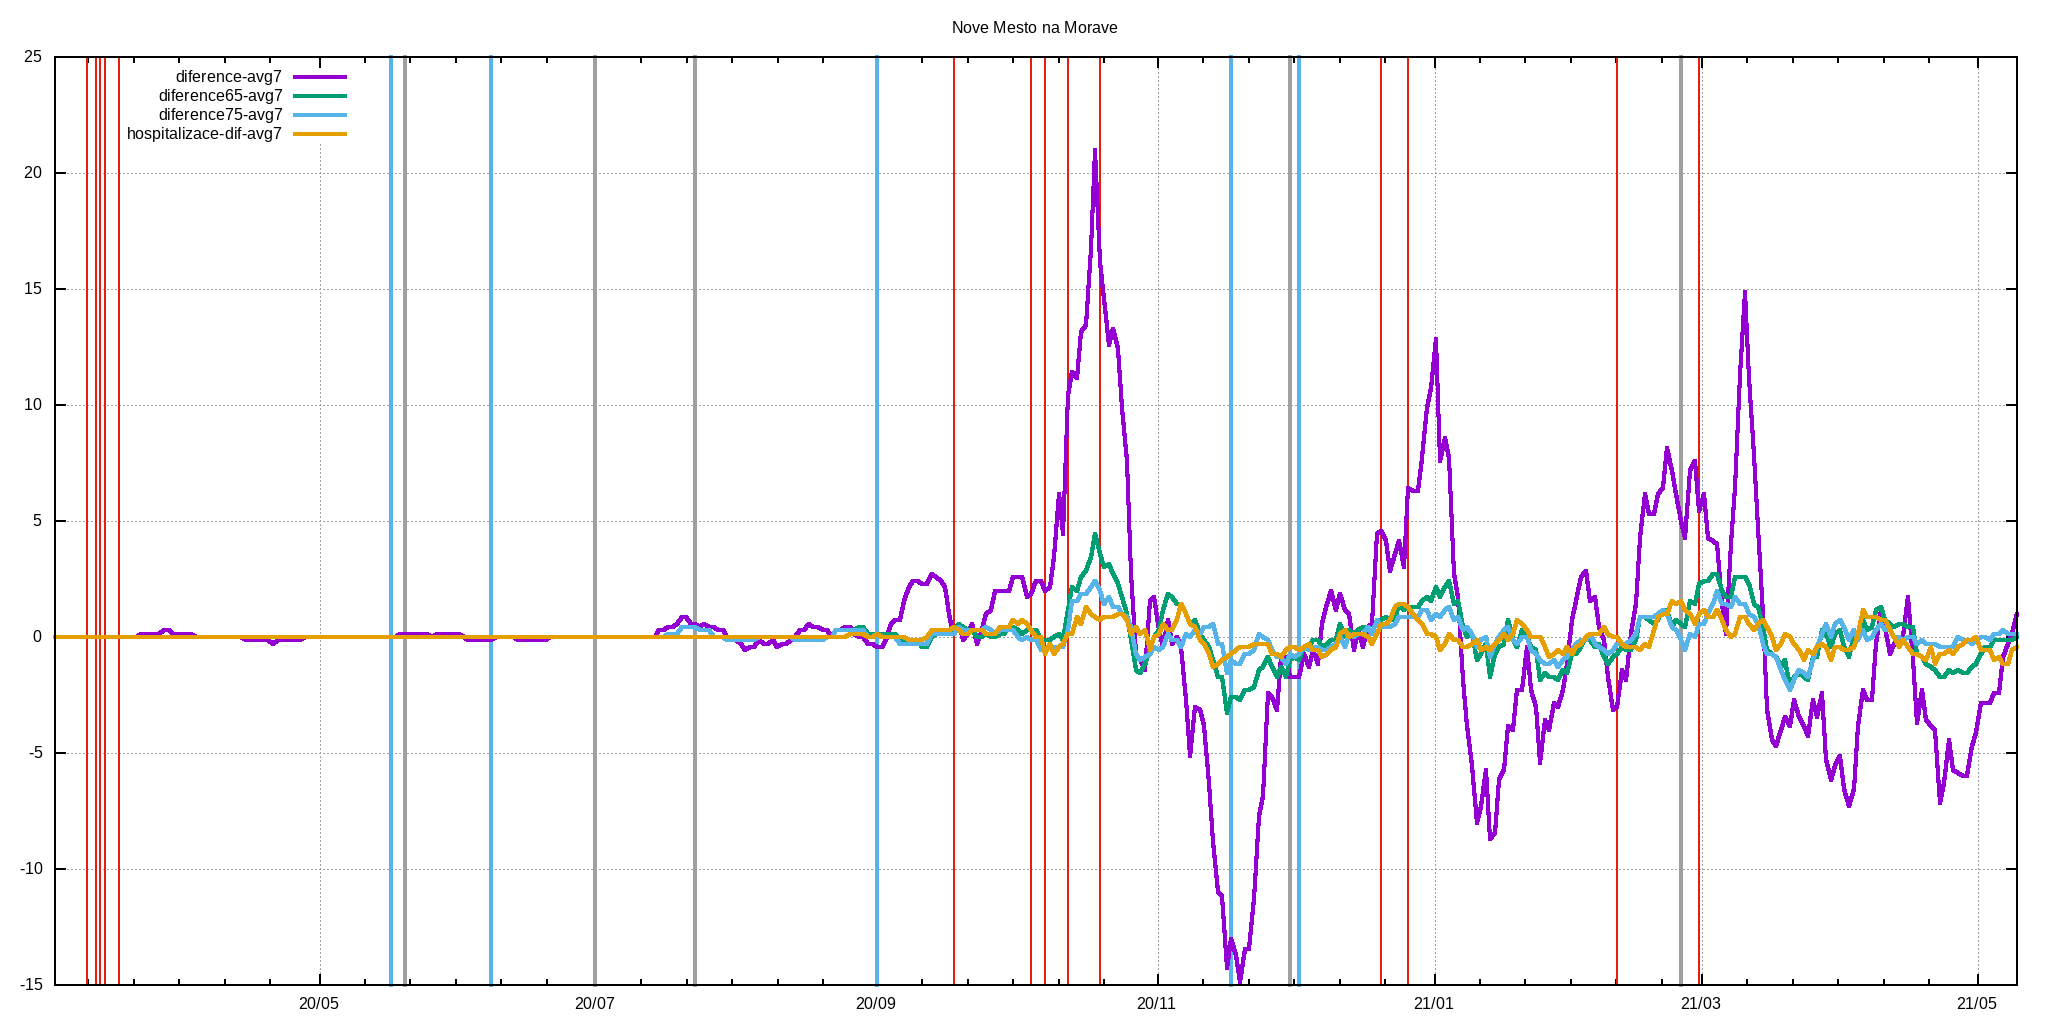 Nove Mesto na Morave
25
20
15
10
5
0
-5
-10
-15
diference-avg7
diference65-avg7
diference75-avg7
hospitalizace-dif-avg7
20/05 20/07 20/09 20/11 21/01 21/03 21/05